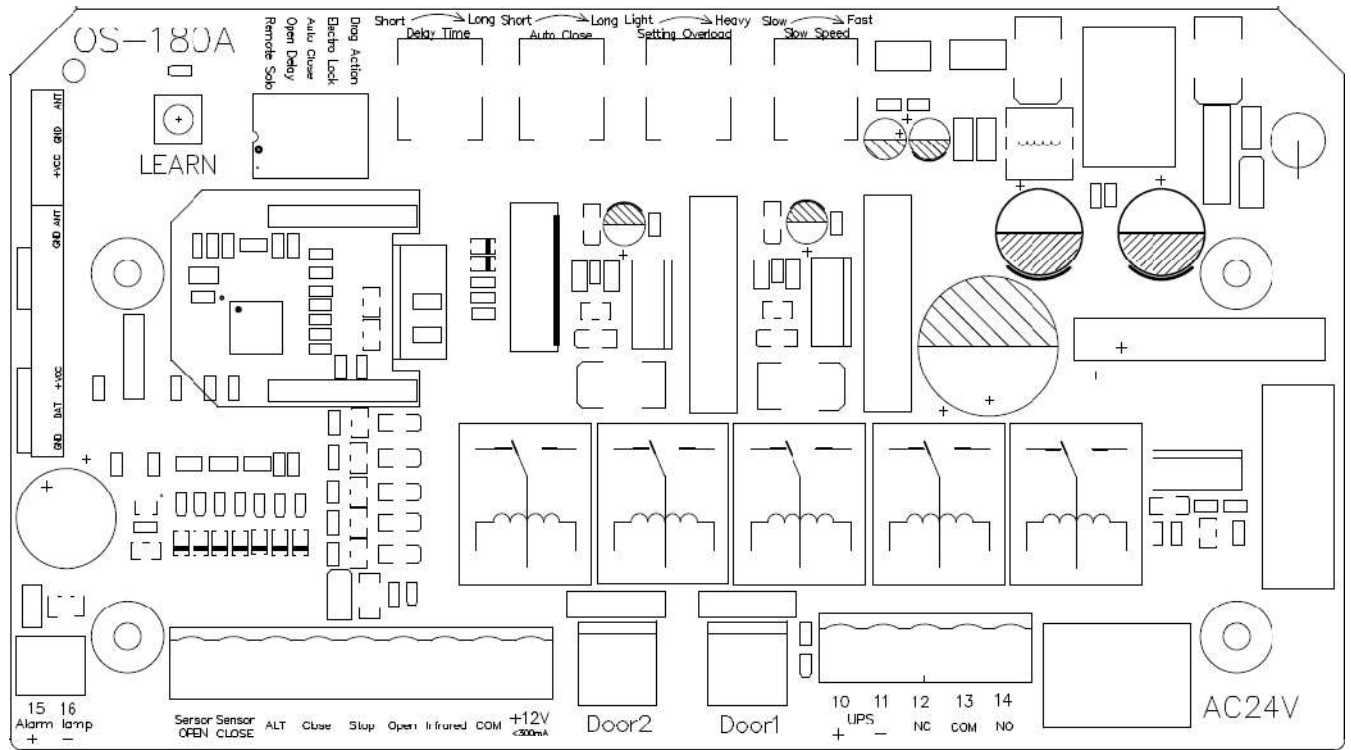 OS-180A
Drag Action
Electro Lock
Auto Close
Open Delay
Remote Solo
Short Long
Delay Time
Short Long
Auto Close
Light Heavy
Setting Overload
Slow Fast
Slow Speed
LEARN
ANT
GND
+VCC
ANT
GND
+VCC
DAT
GND
+
+
+
+
+
+
+
+
+
+
15 16
Alarm lamp
+ -
Sersor OPEN
Sensor CLOSE
ALT
Close
Stop
Open
Infrared
COM
+12V
<300mA
Door2
Door1
10 11 12 13 14
UPS
+ -
NC COM NO
AC24V